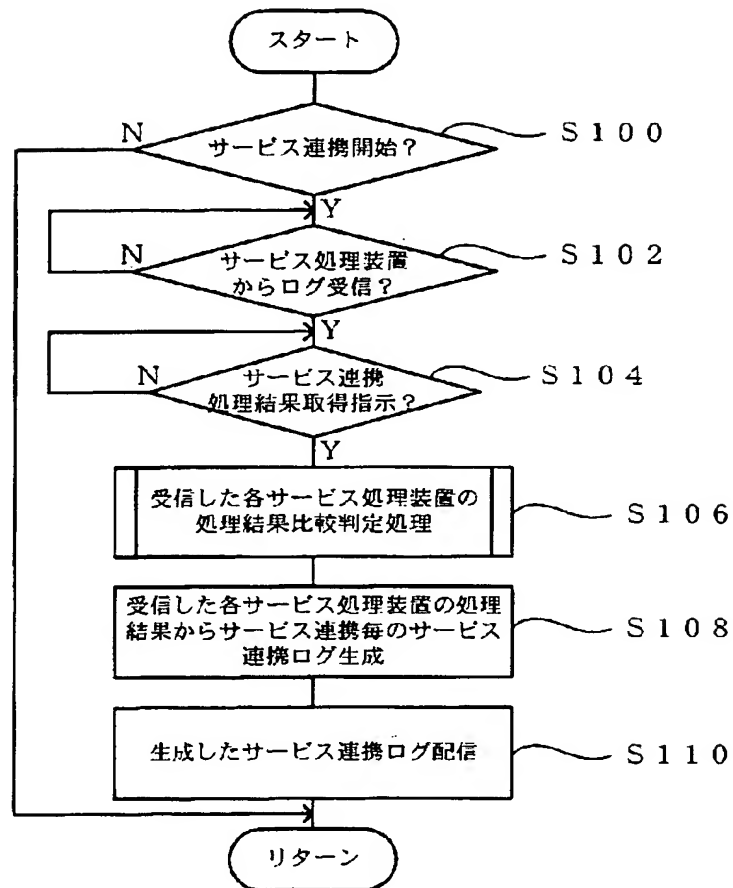 スタート
N
サービス連携開始?
S100
Y
N
サービス処理装置
からログ受信?
S102
Y
N
サービス連携
処理結果取得指示?
S104
Y
受信した各サービス処理装置の
処理結果比較判定処理
S106
受信した各サービス処理装置の処理
結果からサービス連携毎のサービス
連携ログ生成
S108
生成したサービス連携ログ配信
S110
リターン